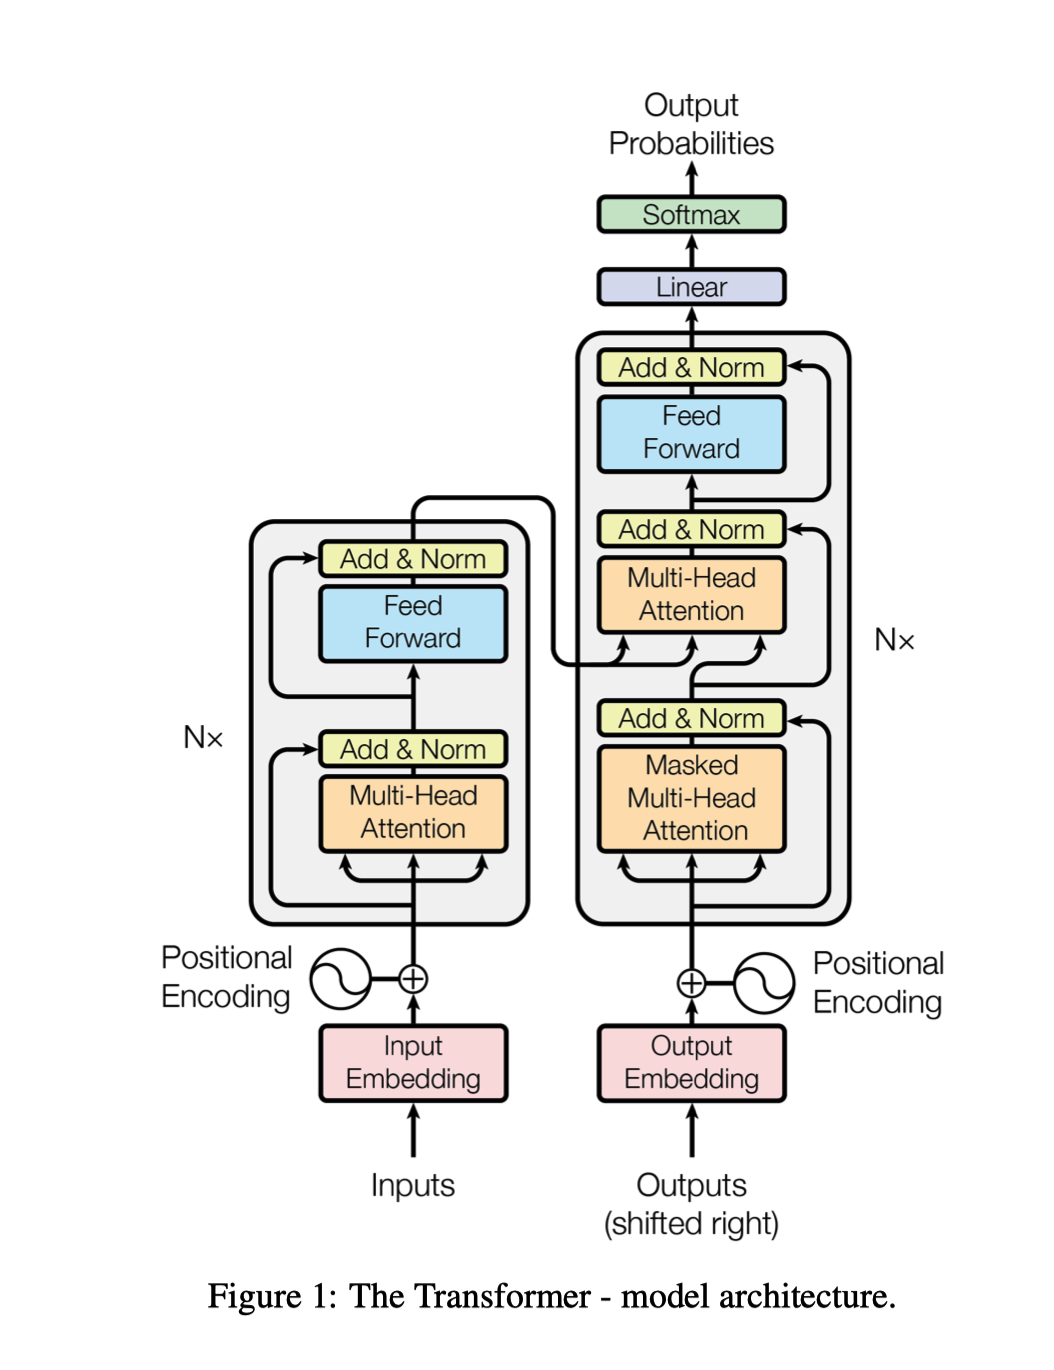 Output
Probabilities
Softmax
Linear
Add & Norm
Feed
Forward
Add & Norm
Multi-Head
Attention
Add & Norm
Masked
Multi-Head
Attention
N×
Positional
Encoding
Output
Embedding
Outputs
(shifted right)
Add & Norm
Feed
Forward
Add & Norm
Multi-Head
Attention
N×
Positional
Encoding
Input
Embedding
Inputs
Figure 1: The Transformer - model architecture.